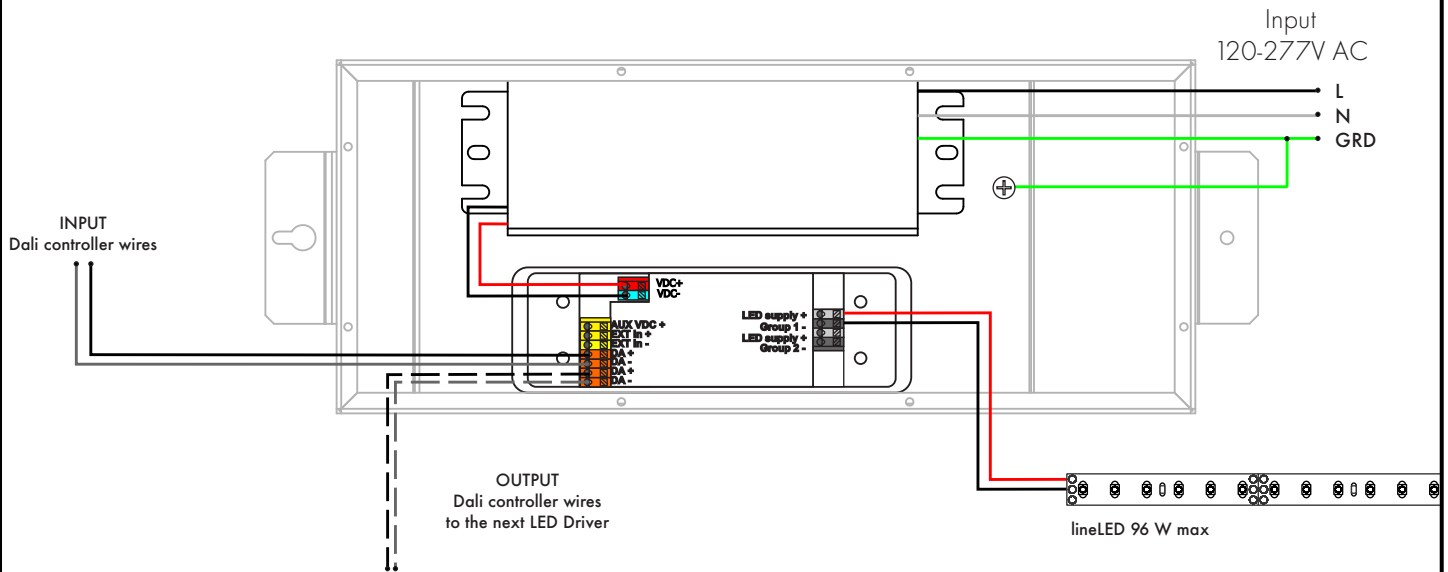 Input
120-277V AC
L
N
GRD
INPUT
Dali controller wires
VDC+
VDC-
AUX VDC +
EXT In +
EXT In -
DA +
DA -
DA +
DA -
LED supply +
Group 1 -
LED supply +
Group 2 -
OUTPUT
Dali controller wires
to the next LED Driver
lineLED 96 W max